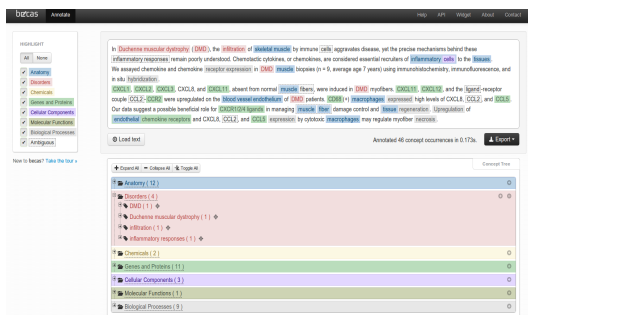 becas Annotate Help API Widget About Contact
HIGHLIGHT
All None
Anatomy
Disorders
Chemicals
Genes and Proteins
Cellular Components
Molecular Functions
Biological Processes
Ambiguous
New to becas? Take the tour »
In Duchenne muscular dystrophy (DMD), the infiltration of skeletal muscle by immune cells aggravates disease, yet the precise mechanisms behind these
inflammatory responses remain poorly understood. Chemotactic cytokines, or chemokines, are considered essential recruiters of inflammatory cells to the tissues.
We assayed chemokine and chemokine receptor expression in DMD muscle biopsies (n = 9, average age 7 years) using immunohistochemistry, immunofluorescence, and
in situ hybridization.
CXCL1, CXCL2, CXCL3, CXCL8, and CXCL11, absent from normal muscle fibers, were induced in DMD myofibers. CXCL11, CXCL12, and the ligand-receptor
couple CCL2-CCR2 were upregulated on the blood vessel endothelium of DMD patients. CD68(+) macrophages expressed high levels of CXCL8, CCL2, and CCL5.
Our data suggest a possible beneficial role for CXCR1/2/4 ligands in managing muscle fiber damage control and tissue regeneration. Upregulation of
endothelial chemokine receptors and CXCL8, CCL2, and CCL5 expression by cytotoxic macrophages may regulate myofiber necrosis.
Load text Annotated 46 concept occurrences in 0.173s. Export
Expand All Collapse All Toggle All Concept Tree
Anatomy ( 12 )
Disorders ( 4 )
DMD ( 1 )
Duchenne muscular dystrophy ( 1 )
infiltration ( 1 )
inflammatory responses ( 1 )
Chemicals ( 2 )
Genes and Proteins ( 11 )
Cellular Components ( 3 )
Molecular Functions ( 1 )
Biological Processes ( 9 )